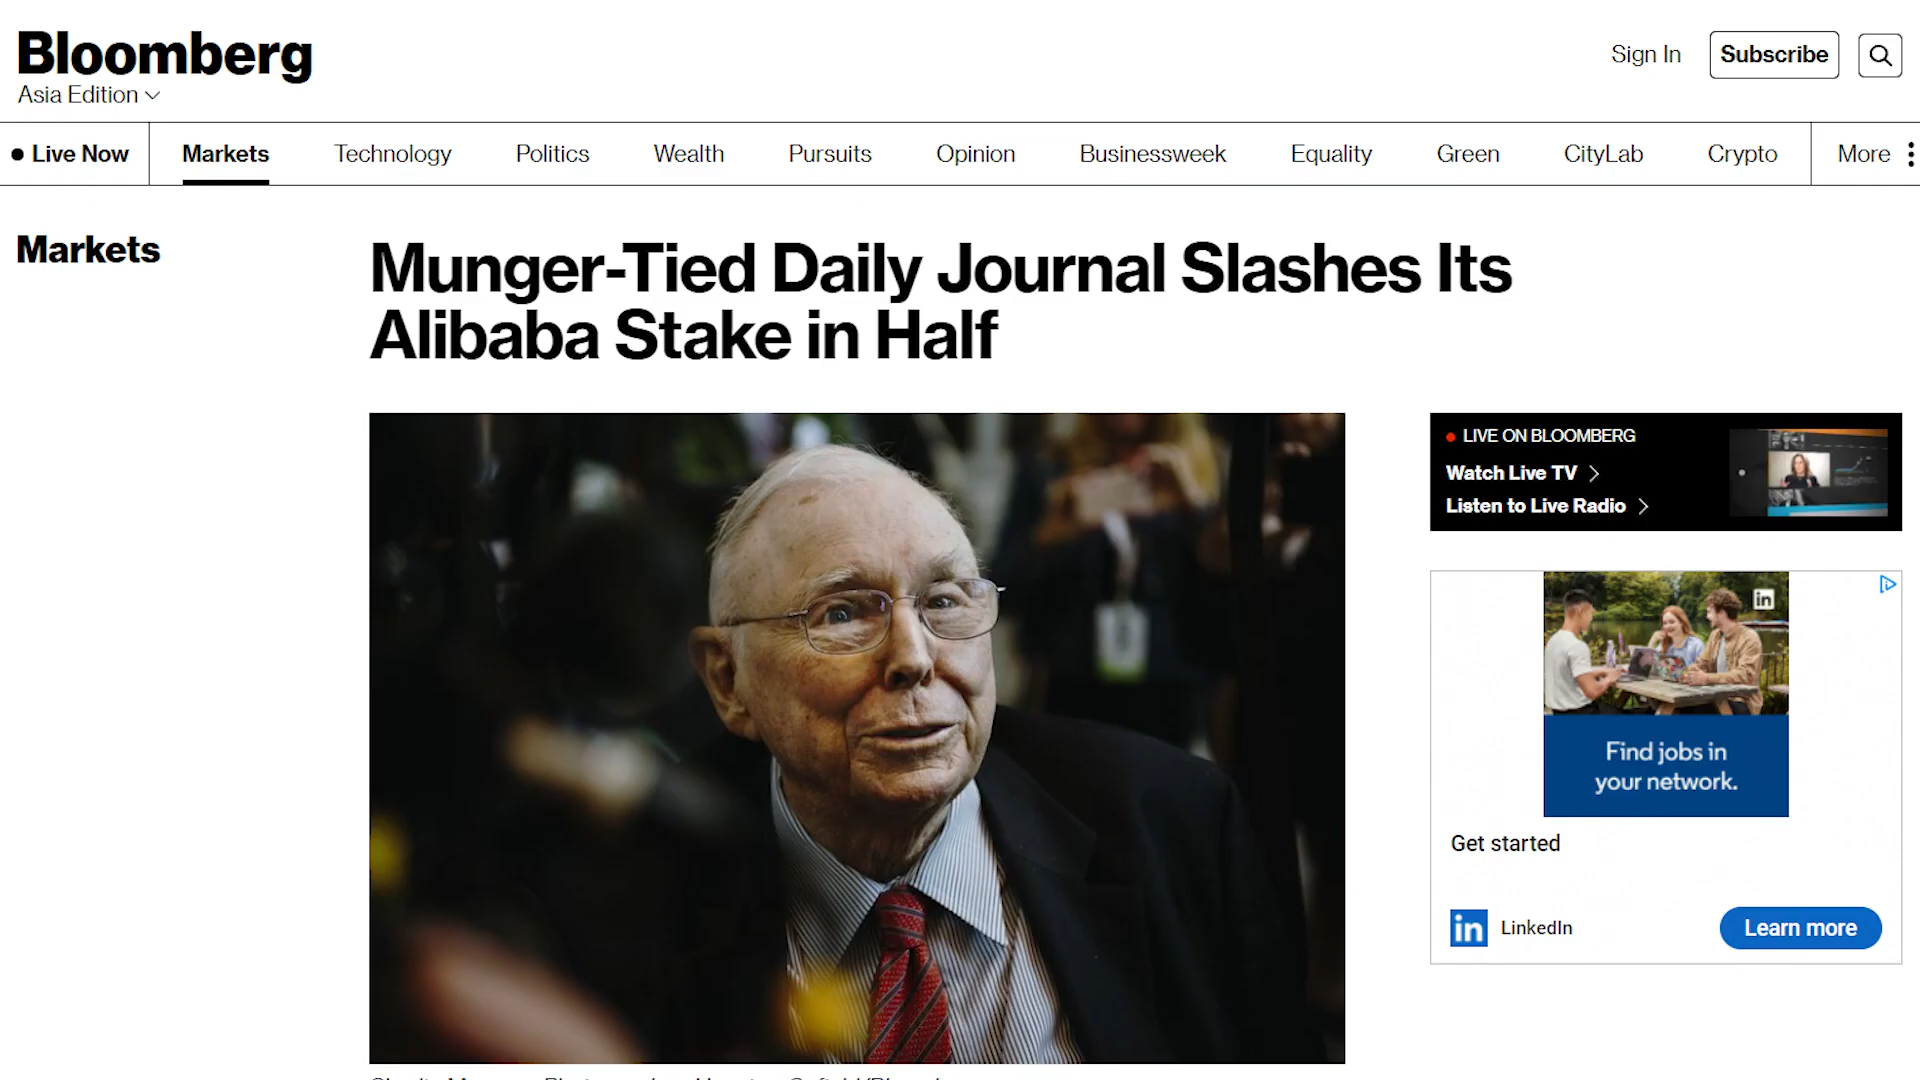 Bloomberg
Asia Edition
Sign In
Subscribe
Live Now
Markets
Technology
Politics
Wealth
Pursuits
Opinion
Businessweek
Equality
Green
CityLab
Crypto
More
Markets
Munger-Tied Daily Journal Slashes Its
Alibaba Stake in Half
LIVE ON BLOOMBERG
Watch Live TV
Listen to Live Radio
in
Find jobs in
your network.
Get started
in LinkedIn
Learn more